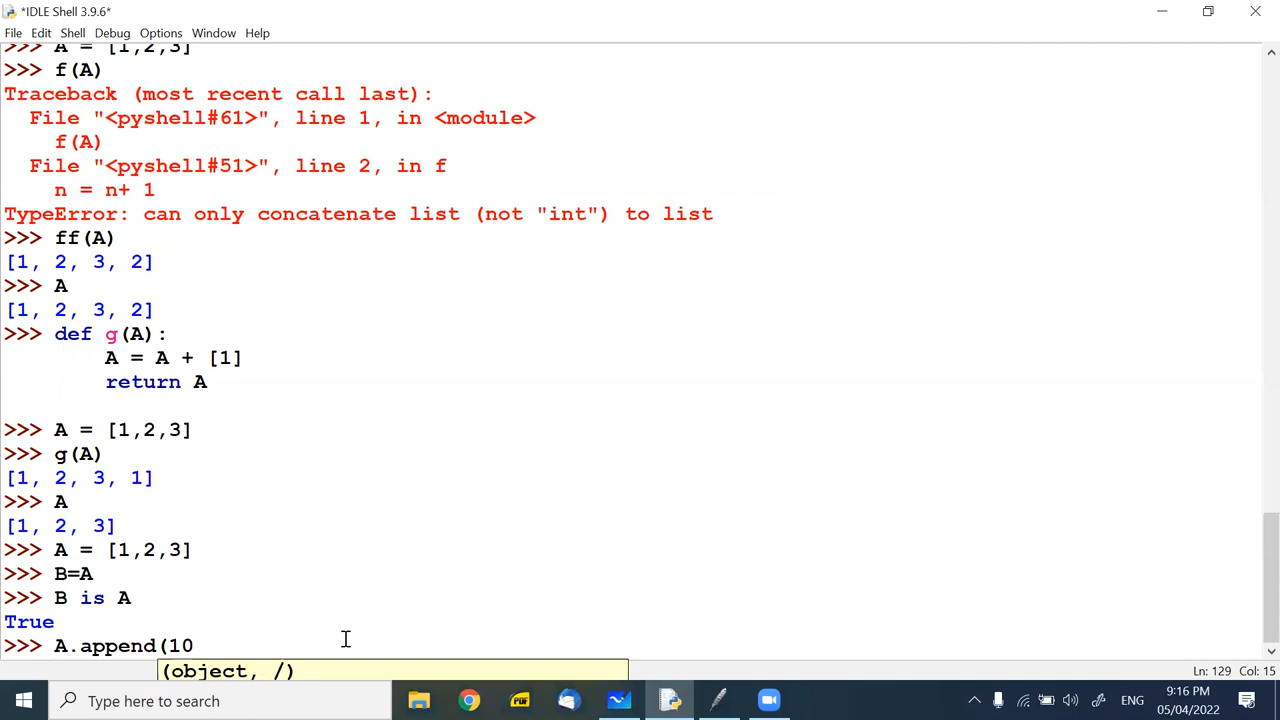 *IDLE Shell 3.9.6*
File Edit Shell Debug Options Window Help
>>> A = [1,2,3]
>>> f(A)
Traceback (most recent call last):
  File "<pyshell#61>", line 1, in <module>
    f(A)
  File "<pyshell#51>", line 2, in f
    n = n+ 1
TypeError: can only concatenate list (not "int") to list
>>> ff(A)
[1, 2, 3, 2]
>>> A
[1, 2, 3, 2]
>>> def g(A):
        A = A + [1]
        return A
>>> A = [1,2,3]
>>> g(A)
[1, 2, 3, 1]
>>> A
[1, 2, 3]
>>> A = [1,2,3]
>>> B=A
>>> B is A
True
>>> A.append(10
(object, /)
Ln: 129 Col: 15
Type here to search
PDF
ENG
9:16 PM
05/04/2022